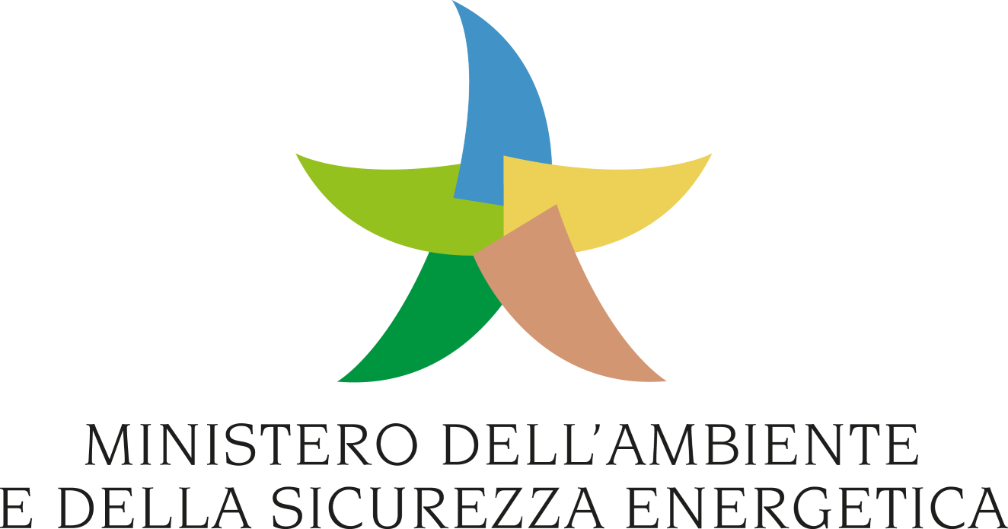 MINISTERO DELL'AMBIENTE
E DELLA SICUREZZA ENERGETICA